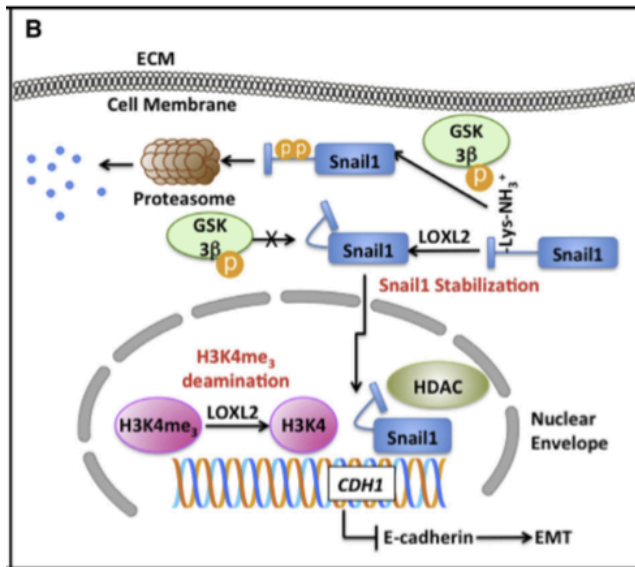 B
ECM
Cell Membrane
GSK
3β
p
p p
Snail1
Proteasome
-Lys-NH₃⁺
GSK
3β
p
Snail1
LOXL2
Snail1
Snail1 Stabilization
H3K4me₃
deamination
HDAC
H3K4me₃
LOXL2
H3K4
Snail1
Nuclear
Envelope
CDH1
E-cadherin
EMT